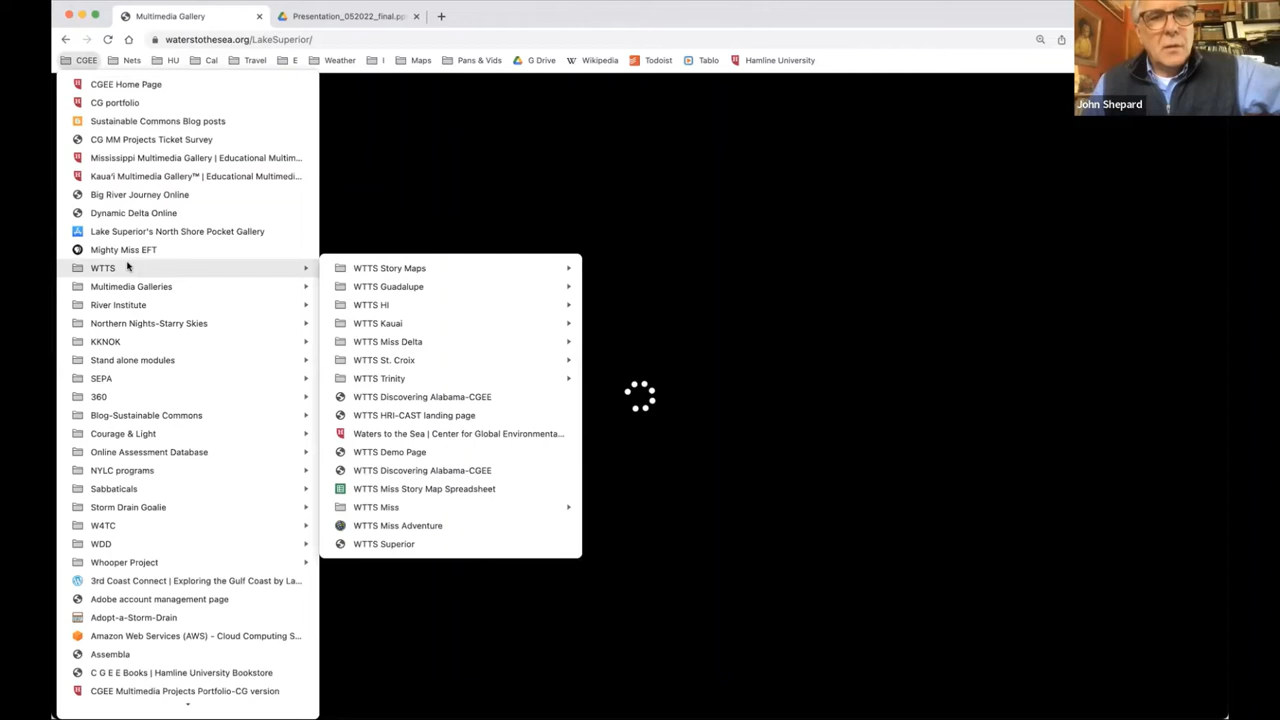 Multimedia Gallery
Presentation_052022_final.pp
waterstothesea.org/LakeSuperior/
CGEE Nets HU Cal Travel E Weather I Maps Pans & Vids G Drive Wikipedia Todoist Tablo Hamline University
John Shepard
CGEE Home Page
CG portfolio
Sustainable Commons Blog posts
CG MM Projects Ticket Survey
Mississippi Multimedia Gallery | Educational Multim...
Kaua'i Multimedia Gallery™ | Educational Multimedi...
Big River Journey Online
Dynamic Delta Online
Lake Superior's North Shore Pocket Gallery
Mighty Miss EFT
WTTS
Multimedia Galleries
River Institute
Northern Nights-Starry Skies
KKNOK
Stand alone modules
SEPA
360
Blog-Sustainable Commons
Courage & Light
Online Assessment Database
NYLC programs
Sabbaticals
Storm Drain Goalie
W4TC
WDD
Whooper Project
3rd Coast Connect | Exploring the Gulf Coast by La...
Adobe account management page
Adopt-a-Storm-Drain
Amazon Web Services (AWS) - Cloud Computing S...
Assembla
C G E E Books | Hamline University Bookstore
CGEE Multimedia Projects Portfolio-CG version
WTTS Story Maps
WTTS Guadalupe
WTTS HI
WTTS Kauai
WTTS Miss Delta
WTTS St. Croix
WTTS Trinity
WTTS Discovering Alabama-CGEE
WTTS HRI-CAST landing page
Waters to the Sea | Center for Global Environmenta...
WTTS Demo Page
WTTS Discovering Alabama-CGEE
WTTS Miss Story Map Spreadsheet
WTTS Miss
WTTS Miss Adventure
WTTS Superior